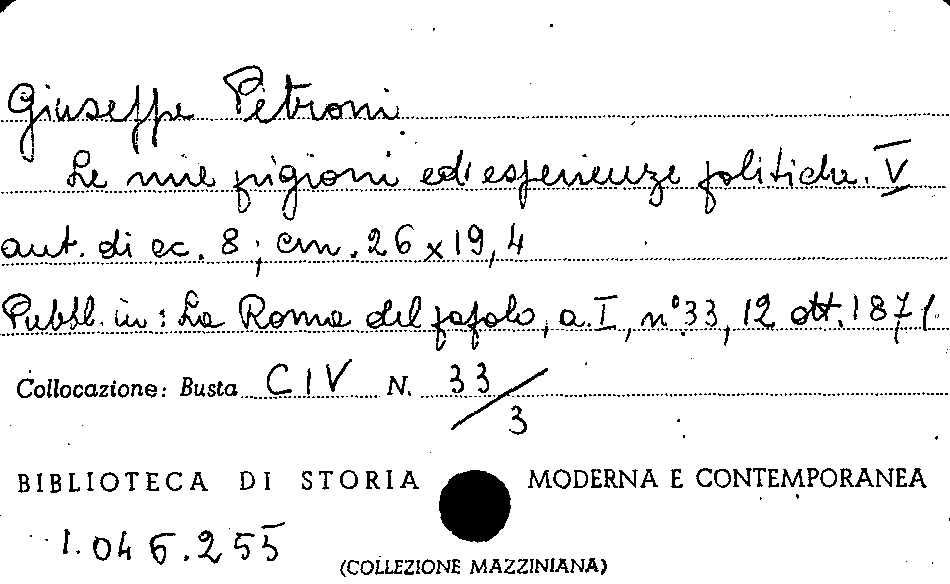 Giuseppe Petroni
Le mie prigioni ed esperienze politiche. V
aut. di cc. 8; cm. 26 x 19,4
Pubbl. in: La Roma del popolo, a. I, n° 33, 12 ott. 1871.
Collocazione: Busta CIV N. 33/3
BIBLIOTECA DI STORIA MODERNA E CONTEMPORANEA
1.046.255
(COLLEZIONE MAZZINIANA)